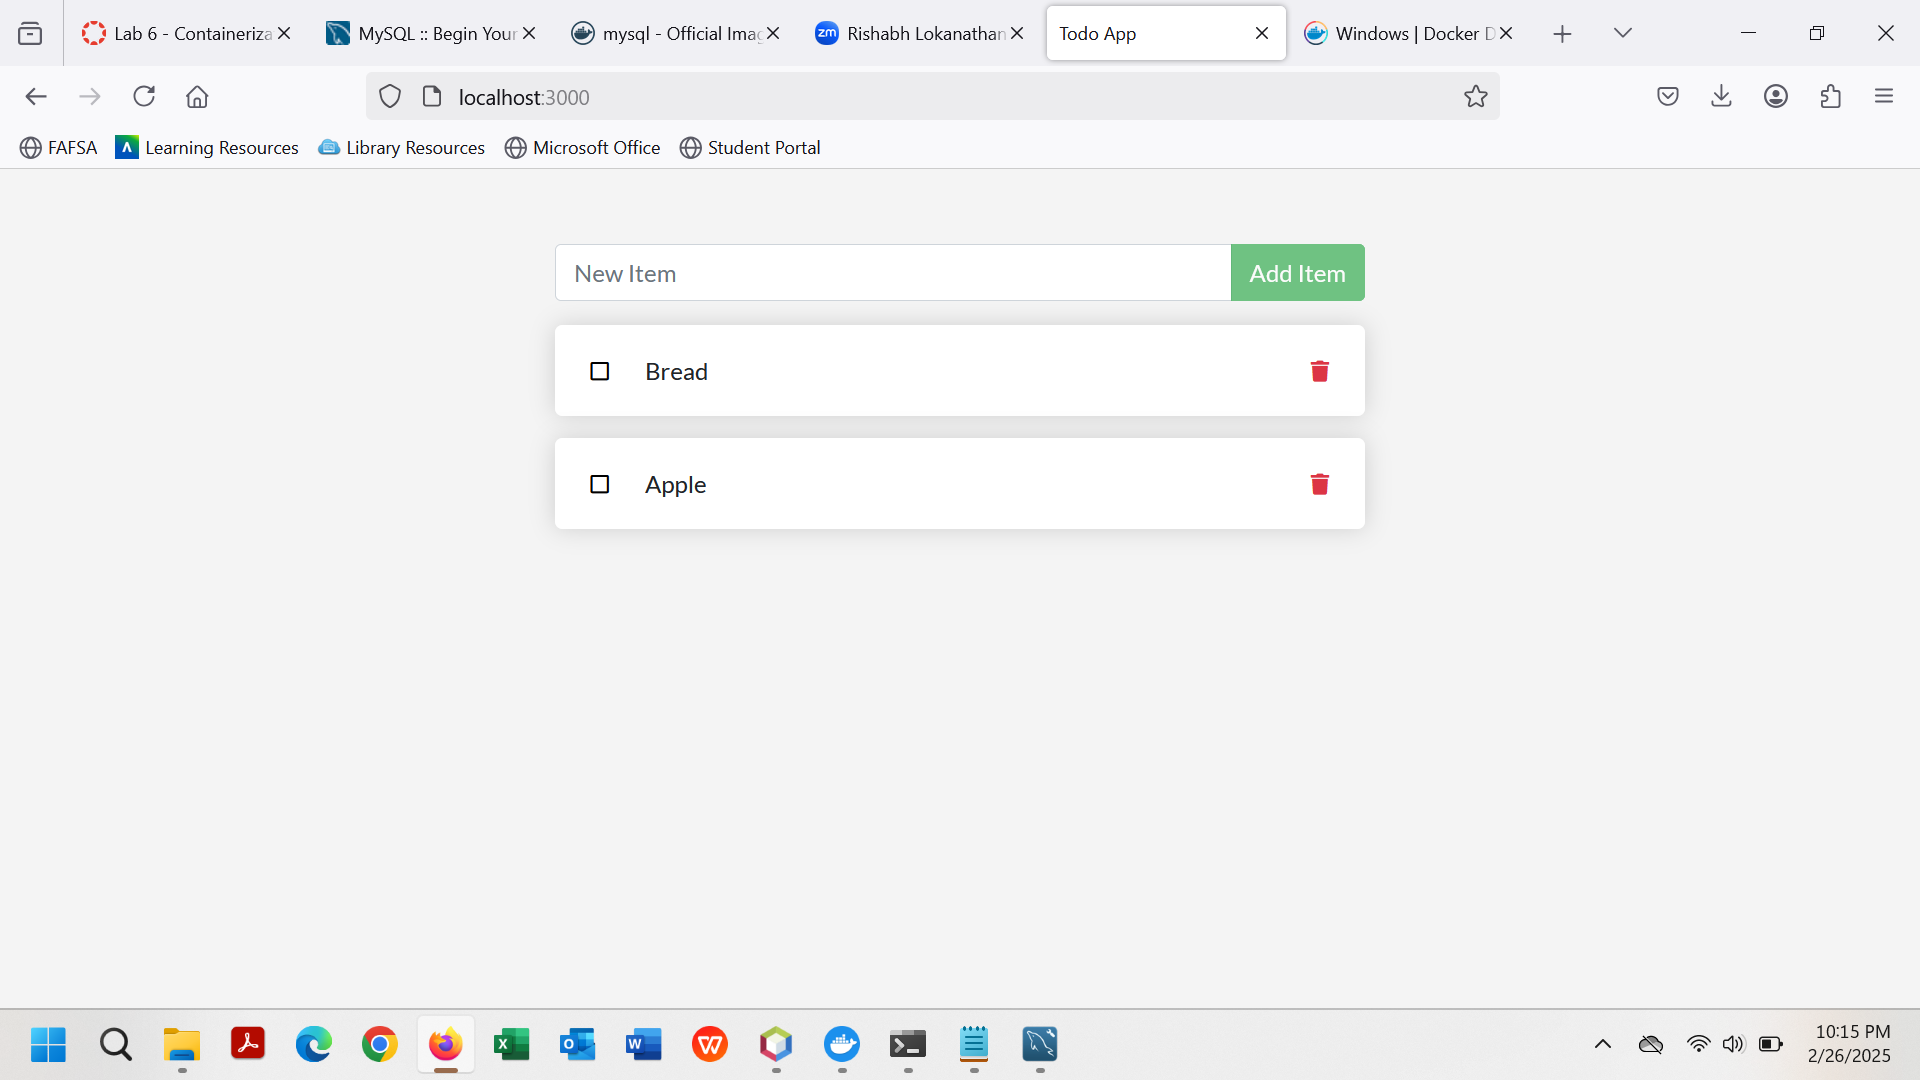 Lab 6 - Containeriza
MySQL :: Begin Your
mysql - Official Imag
zm Rishabh Lokanathan
Todo App
Windows | Docker D
localhost:3000
FAFSA
Learning Resources
Library Resources
Microsoft Office
Student Portal
New Item
Add Item
Bread
Apple
10:15 PM
2/26/2025